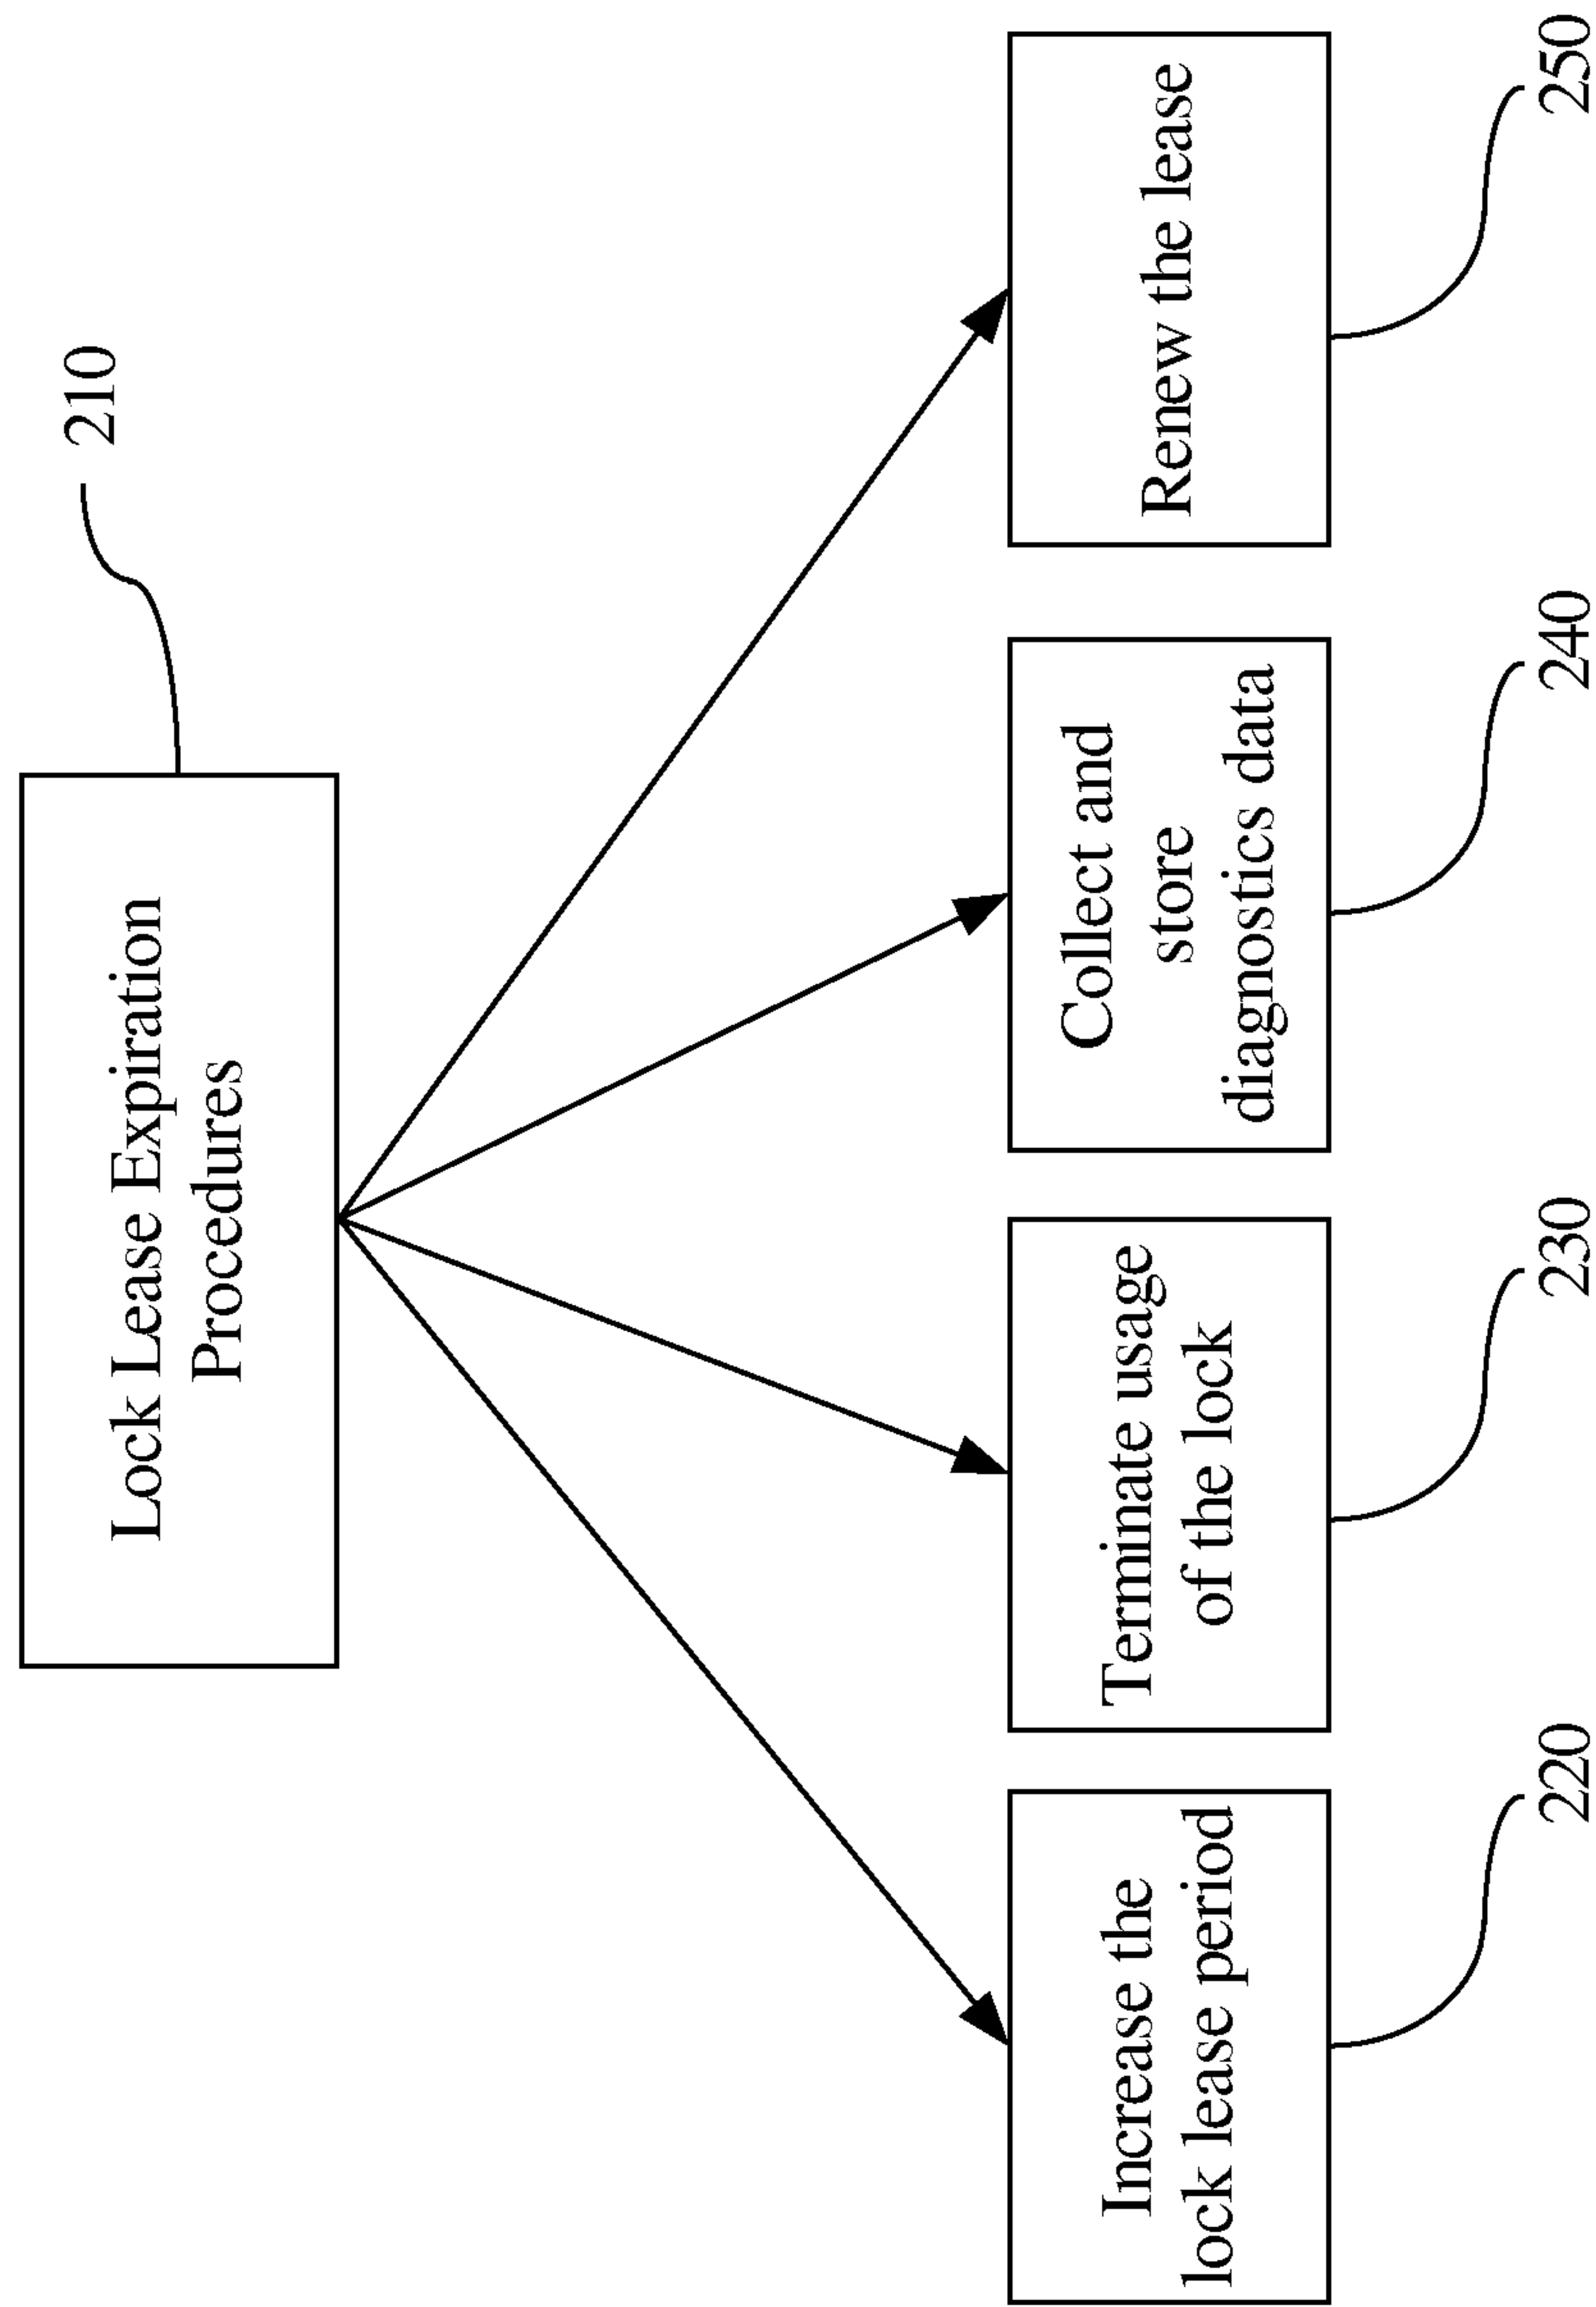 Lock Lease Expiration
Procedures
210
Increase the
lock lease period
220
Terminate usage
of the lock
230
Collect and
store
diagnostics data
240
Renew the lease
250